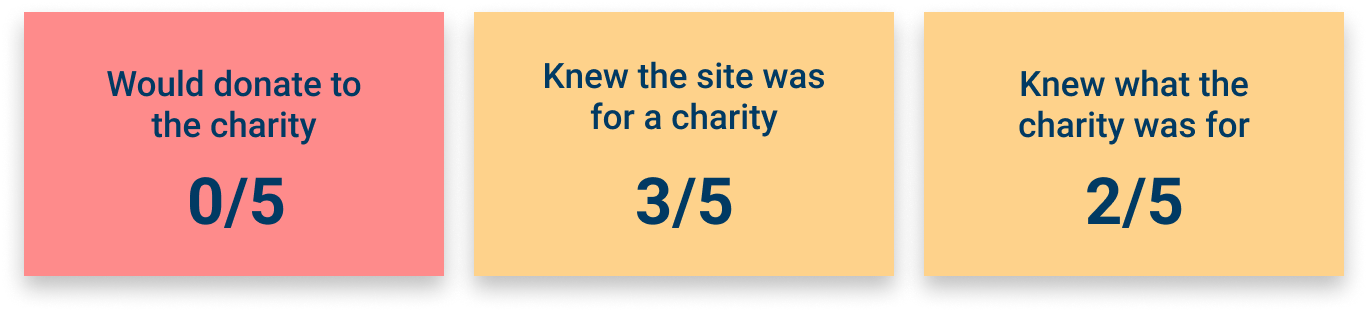 Would donate to
the charity
0/5
Knew the site was
for a charity
3/5
Knew what the
charity was for
2/5